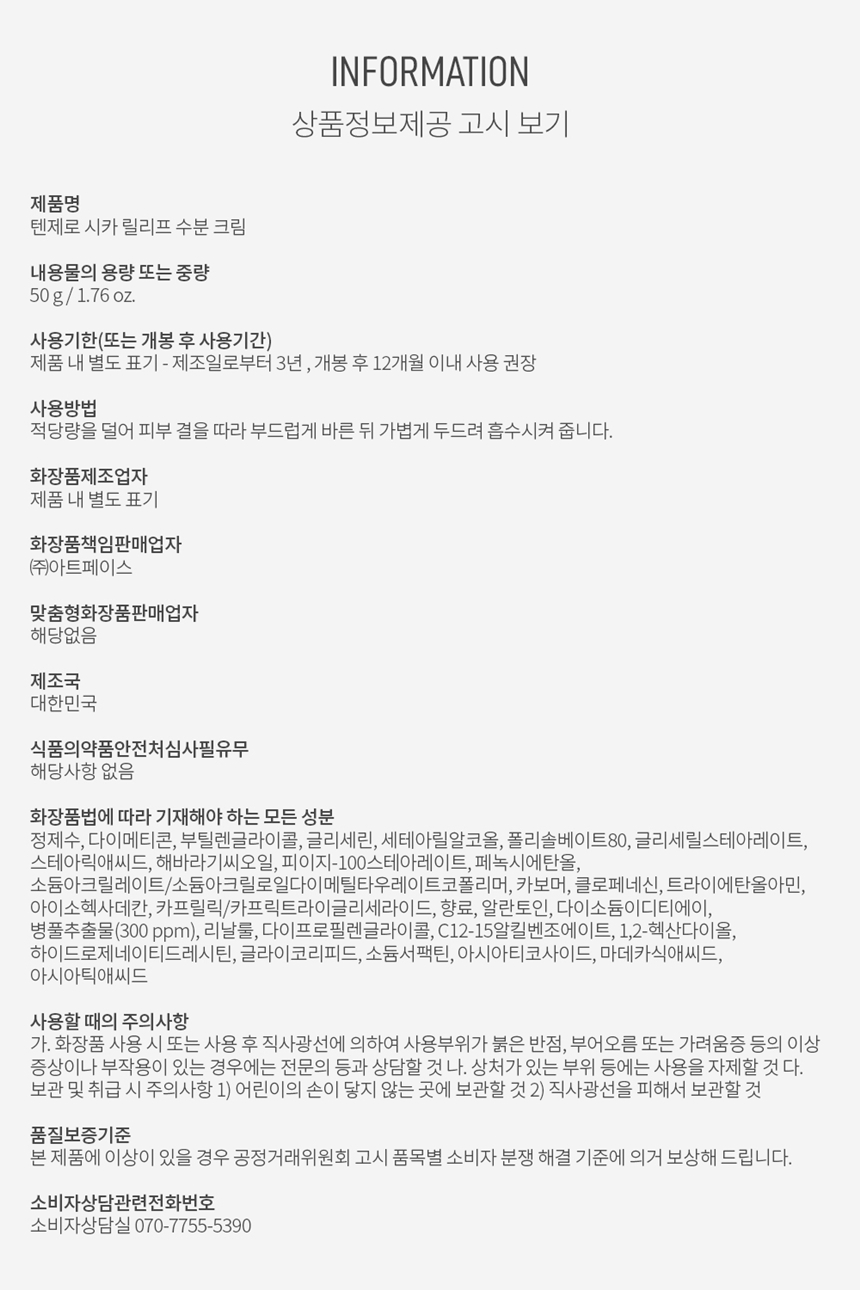 INFORMATION
상품정보제공 고시 보기
제품명
텐제로 시카 릴리프 수분 크림
내용물의 용량 또는 중량
50 g / 1.76 oz.
사용기한(또는 개봉 후 사용기간)
제품 내 별도 표기 - 제조일로부터 3년 , 개봉 후 12개월 이내 사용 권장
사용방법
적당량을 덜어 피부 결을 따라 부드럽게 바른 뒤 가볍게 두드려 흡수시켜 줍니다.
화장품제조업자
제품 내 별도 표기
화장품책임판매업자
㈜아트페이스
맞춤형화장품판매업자
해당없음
제조국
대한민국
식품의약품안전처심사필유무
해당사항 없음
화장품법에 따라 기재해야 하는 모든 성분
정제수, 다이메티콘, 부틸렌글라이콜, 글리세린, 세테아릴알코올, 폴리솔베이트80, 글리세릴스테아레이트,
스테아릭애씨드, 해바라기씨오일, 피이지-100스테아레이트, 페녹시에탄올,
소듐아크릴레이트/소듐아크릴로일다이메틸타우레이트코폴리머, 카보머, 클로페네신, 트라이에탄올아민,
아이소헥사데칸, 카프릴릭/카프릭트라이글리세라이드, 향료, 알란토인, 다이소듐이디티에이,
병풀추출물(300 ppm), 리날룰, 다이프로필렌글라이콜, C12-15알킬벤조에이트, 1,2-헥산다이올,
하이드로제네이티드레시틴, 글라이코리피드, 소듐서팩틴, 아시아티코사이드, 마데카식애씨드,
아시아틱애씨드
사용할 때의 주의사항
가. 화장품 사용 시 또는 사용 후 직사광선에 의하여 사용부위가 붉은 반점, 부어오름 또는 가려움증 등의 이상
증상이나 부작용이 있는 경우에는 전문의 등과 상담할 것 나. 상처가 있는 부위 등에는 사용을 자제할 것 다.
보관 및 취급 시 주의사항 1) 어린이의 손이 닿지 않는 곳에 보관할 것 2) 직사광선을 피해서 보관할 것
품질보증기준
본 제품에 이상이 있을 경우 공정거래위원회 고시 품목별 소비자 분쟁 해결 기준에 의거 보상해 드립니다.
소비자상담관련전화번호
소비자상담실 070-7755-5390